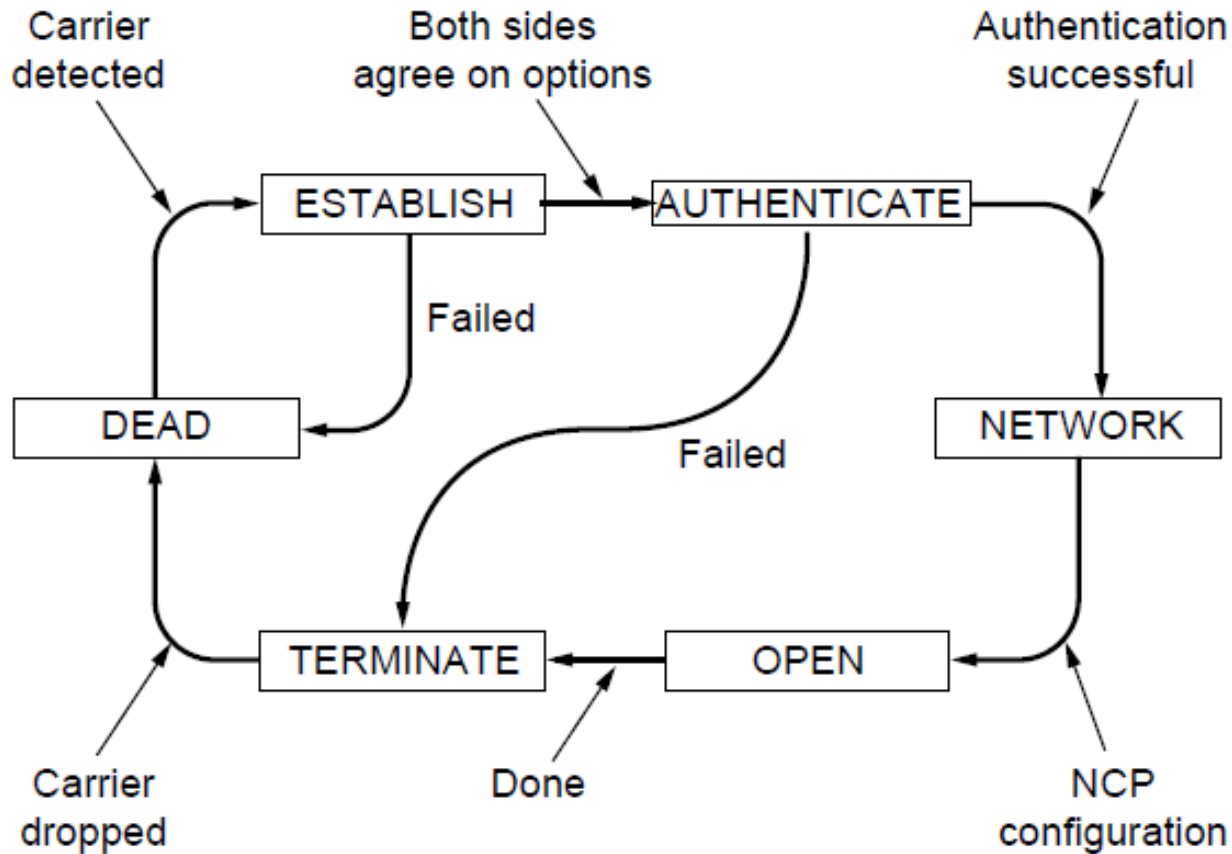 Carrier
detected
Both sides
agree on options
Authentication
successful
ESTABLISH
AUTHENTICATE
Failed
DEAD
NETWORK
Failed
TERMINATE
OPEN
Carrier
dropped
Done
NCP
configuration